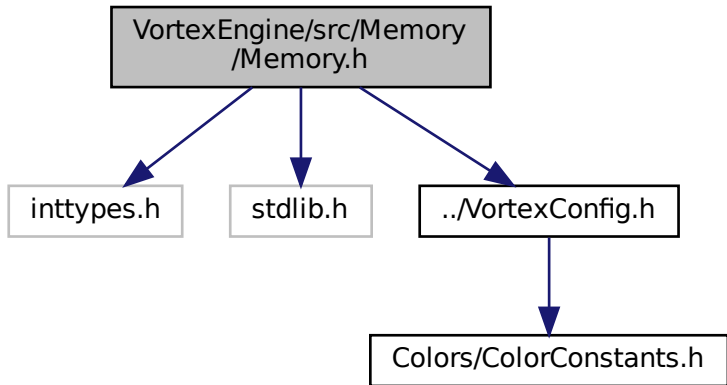 VortexEngine/src/Memory
/Memory.h
inttypes.h
stdlib.h
../VortexConfig.h
Colors/ColorConstants.h